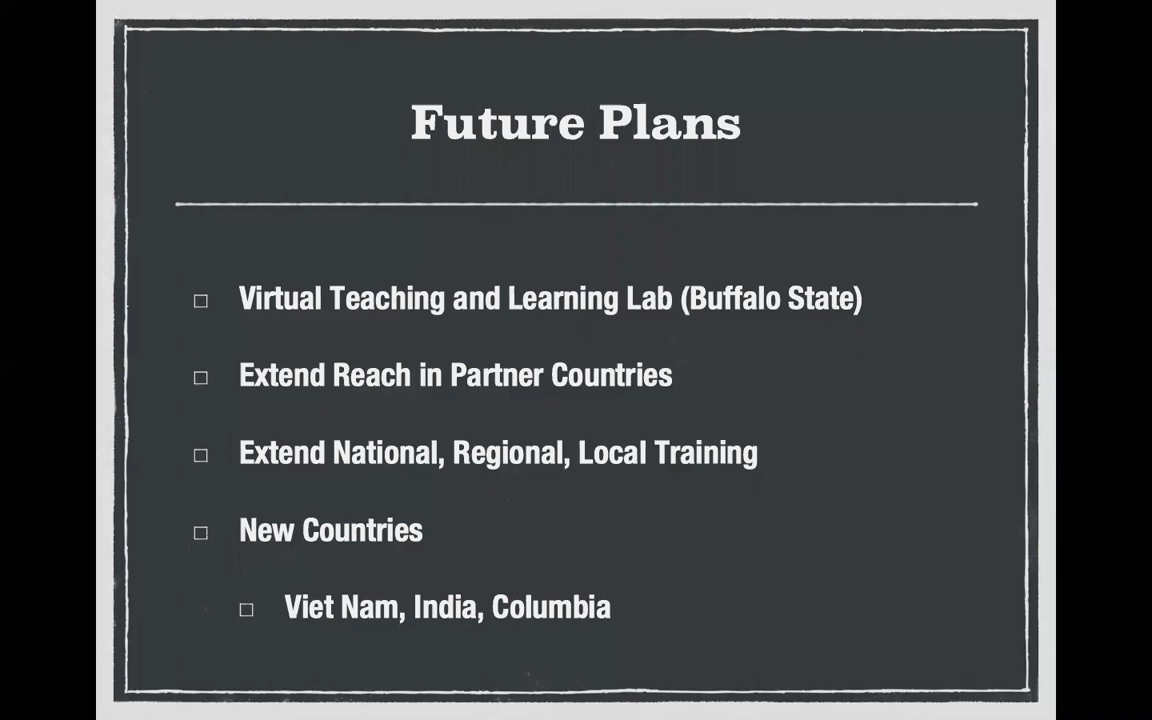 Future Plans
Virtual Teaching and Learning Lab (Buffalo State)
Extend Reach in Partner Countries
Extend National, Regional, Local Training
New Countries
Viet Nam, India, Columbia